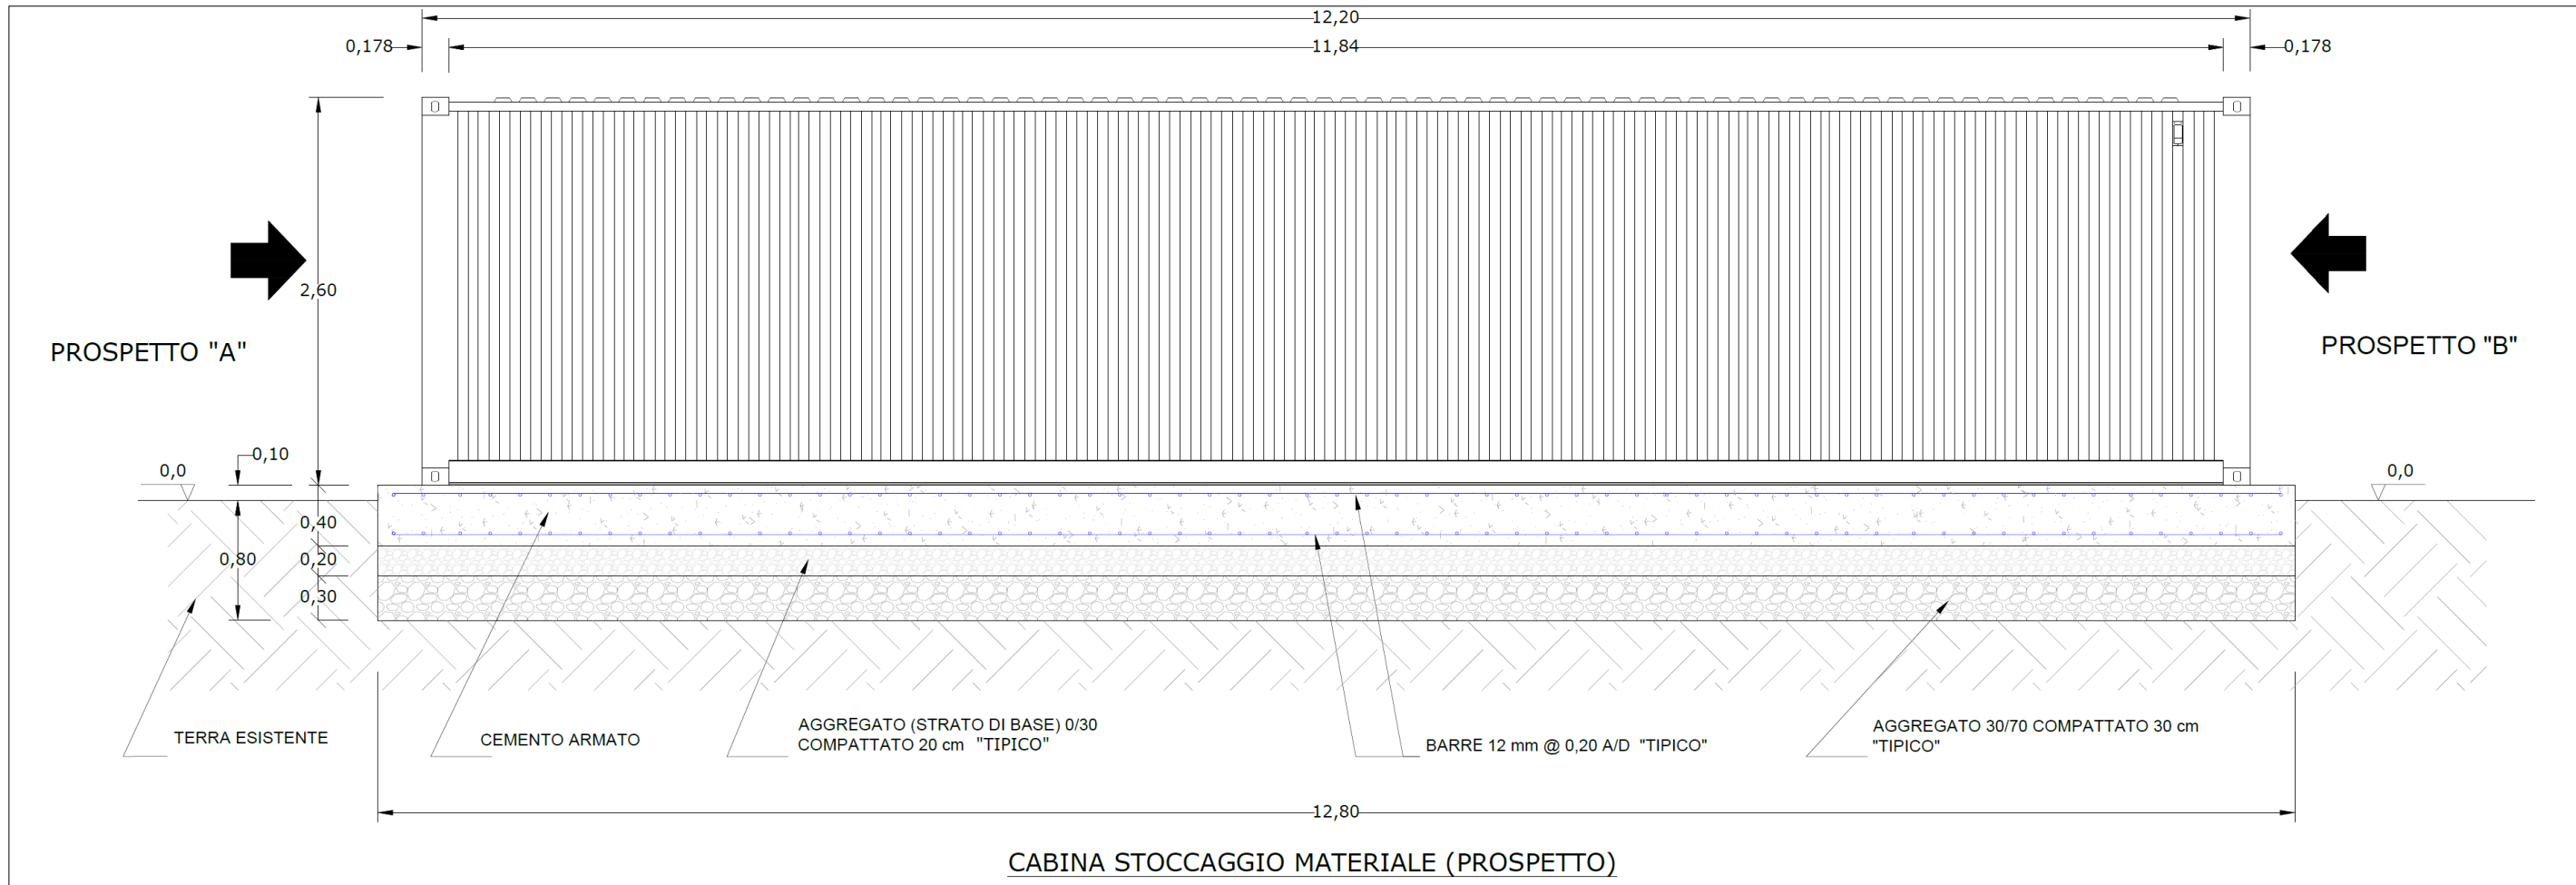 12,20
0,178
11,84
0,178
2,60
PROSPETTO "A"
PROSPETTO "B"
0,10
0,0
0,0
0,40
0,80
0,20
0,30
TERRA ESISTENTE
CEMENTO ARMATO
AGGREGATO (STRATO DI BASE) 0/30
COMPATTATO 20 cm "TIPICO"
BARRE 12 mm @ 0,20 A/D "TIPICO"
AGGREGATO 30/70 COMPATTATO 30 cm
"TIPICO"
12,80
CABINA STOCCAGGIO MATERIALE (PROSPETTO)